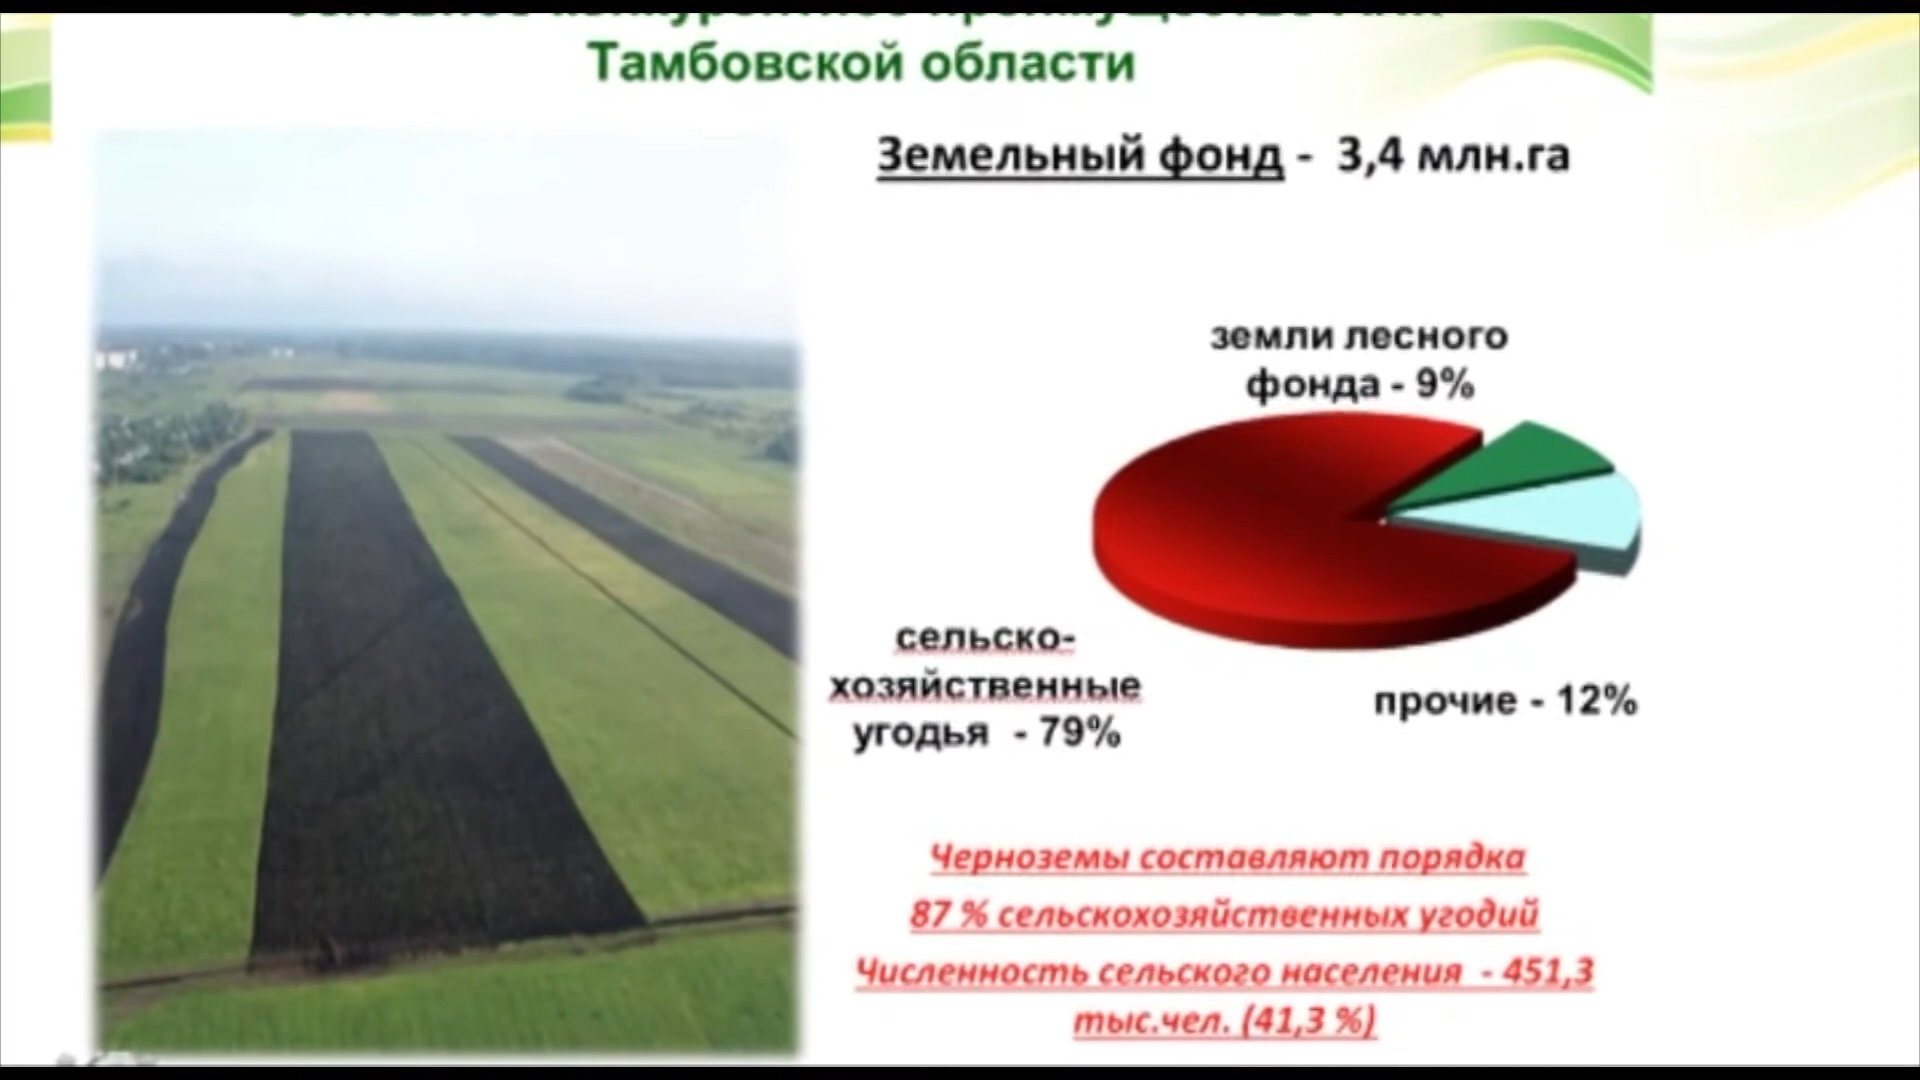 Тамбовской области
Земельный фонд - 3,4 млн.га
земли лесного
фонда - 9%
сельско-
хозяйственные
угодья - 79%
прочие - 12%
Черноземы составляют порядка
87 % сельскохозяйственных угодий
Численность сельского населения - 451,3
тыс.чел. (41,3 %)